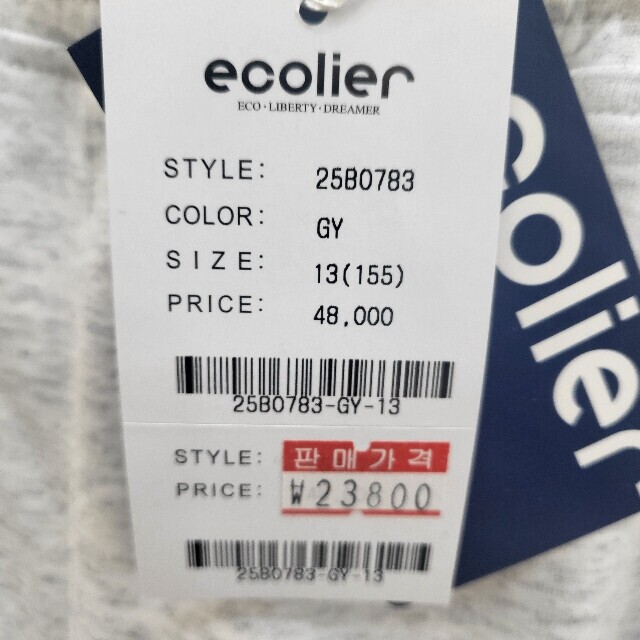 ecolier
ECO·LIBERTY·DREAMER
STYLE: 25B0783
COLOR: GY
SIZE: 13(155)
PRICE: 48,000
25B0783-GY-13
STYLE: 판매가격
PRICE: ₩23800
25B0783-GY-13
colier